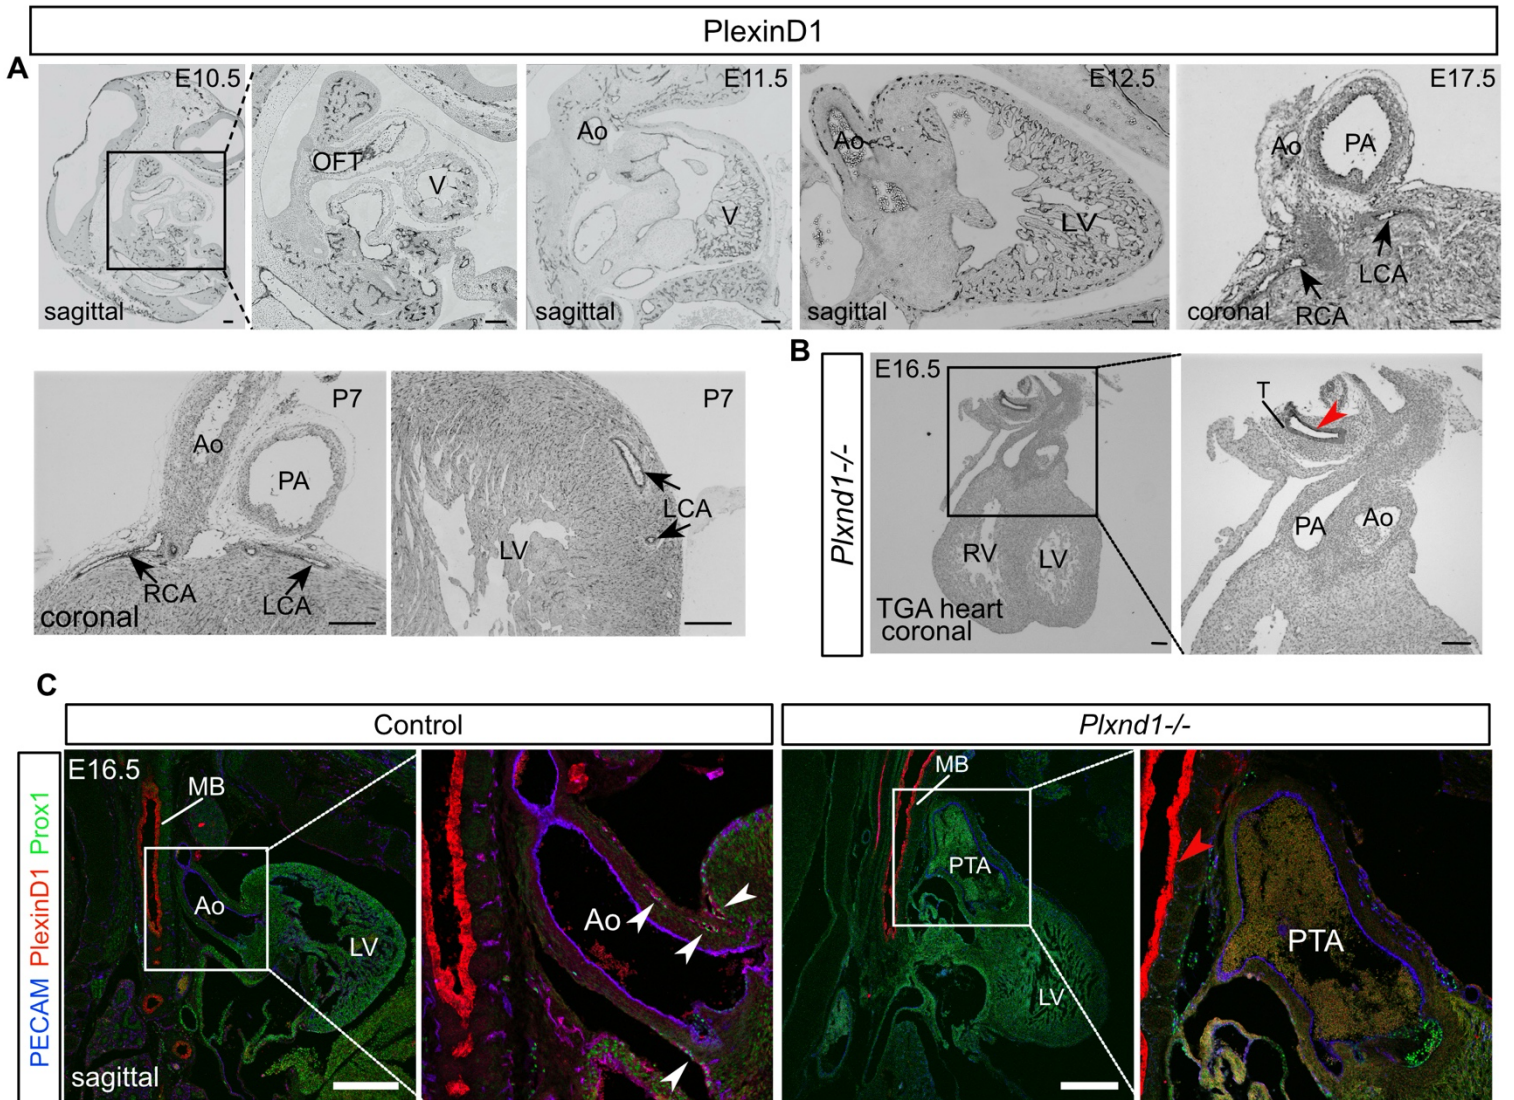 PlexinD1
A
E10.5
sagittal
OFT
V
E11.5
Ao
V
sagittal
E12.5
Ao
LV
sagittal
E17.5
Ao
PA
LCA
RCA
coronal
P7
Ao
PA
RCA
LCA
coronal
P7
LCA
LV
B
Plxnd1-/-
E16.5
RV
LV
TGA heart
coronal
T
PA
Ao
C
Control
Plxnd1-/-
PECAM PlexinD1 Prox1
E16.5
MB
Ao
LV
sagittal
Ao
MB
PTA
LV
PTA